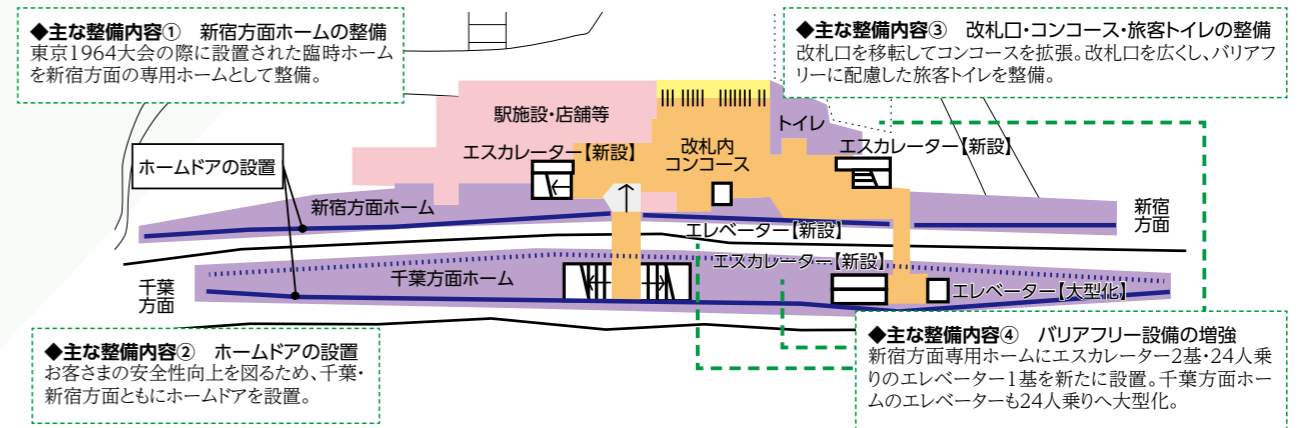 ◆主な整備内容① 新宿方面ホームの整備
東京1964大会の際に設置された臨時ホーム
を新宿方面の専用ホームとして整備。
◆主な整備内容③ 改札口・コンコース・旅客トイレの整備
改札口を移転してコンコースを拡張。改札口を広くし、バリアフ
リーに配慮した旅客トイレを整備。
駅施設・店舗等
トイレ
改札内
コンコース
エスカレーター【新設】
エスカレーター【新設】
ホームドアの設置
新宿方面ホーム
新宿
方面
エレベーター【新設】
エスカレーター【新設】
千葉方面ホーム
千葉
方面
エレベーター【大型化】
◆主な整備内容② ホームドアの設置
お客さまの安全性向上を図るため、千葉・
新宿方面ともにホームドアを設置。
◆主な整備内容④ バリアフリー設備の増強
新宿方面専用ホームにエスカレーター2基・24人乗
りのエレベーター1基を新たに設置。千葉方面ホー
ムのエレベーターも24人乗りへ大型化。